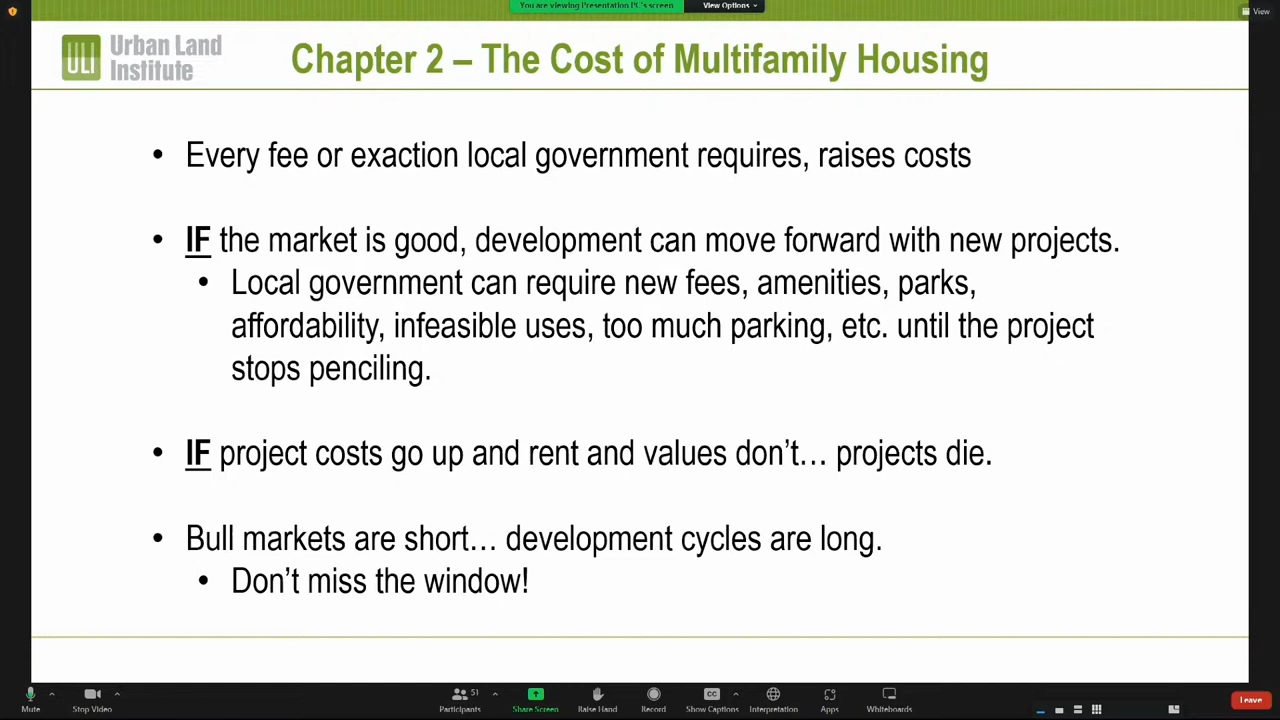 You are viewing Presentation PC's screen
View Options
View
ULI
Urban Land
Institute
Chapter 2 – The Cost of Multifamily Housing
• Every fee or exaction local government requires, raises costs
• IF the market is good, development can move forward with new projects.
• Local government can require new fees, amenities, parks,
affordability, infeasible uses, too much parking, etc. until the project
stops penciling.
• IF project costs go up and rent and values don't… projects die.
• Bull markets are short… development cycles are long.
• Don't miss the window!
Mute
Stop Video
51
Participants
Share Screen
Raise Hand
Record
CC
Show Captions
Interpretation
Apps
Whiteboards
Leave